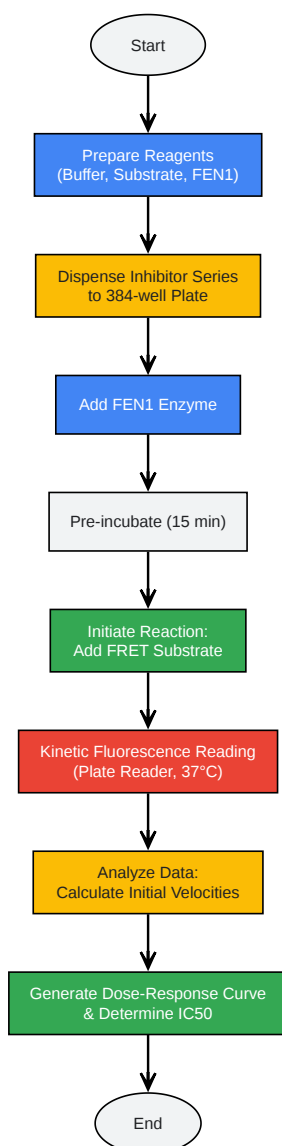 Start
Prepare Reagents
(Buffer, Substrate, FEN1)
Dispense Inhibitor Series
to 384-well Plate
Add FEN1 Enzyme
Pre-incubate (15 min)
Initiate Reaction:
Add FRET Substrate
Kinetic Fluorescence Reading
(Plate Reader, 37°C)
Analyze Data:
Calculate Initial Velocities
Generate Dose-Response Curve
& Determine IC50
End